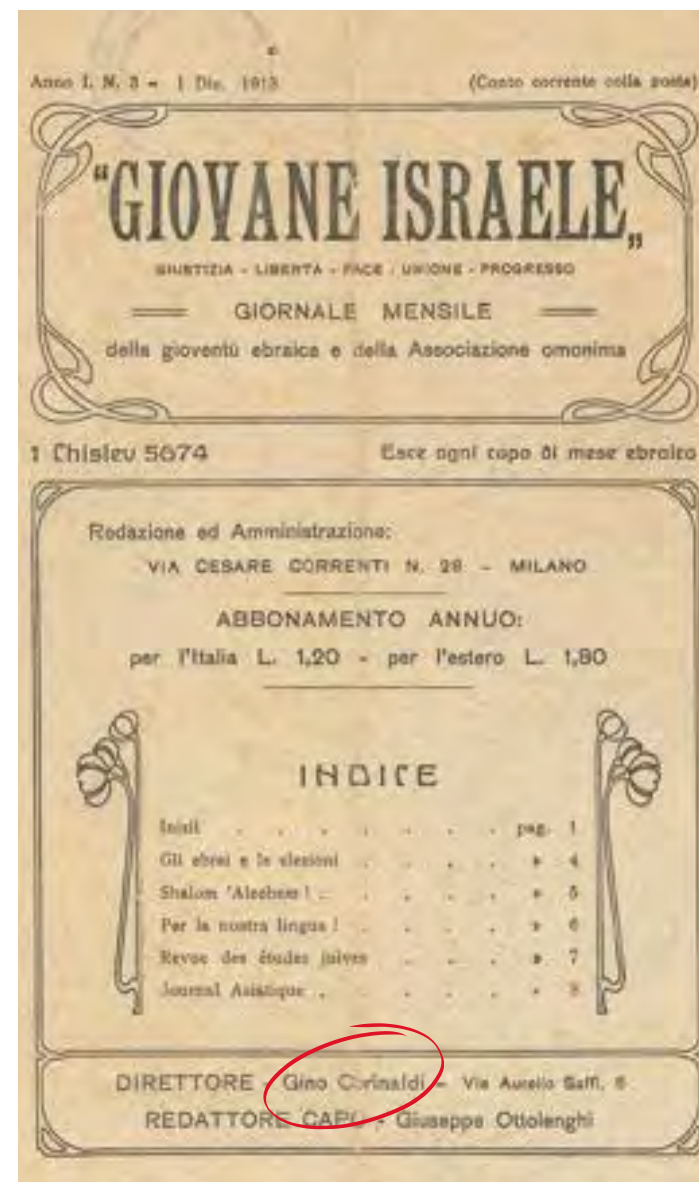 Anno I. N. 3 - 1 Dic. 1913 (Conto corrente colla posta)
"GIOVANE ISRAELE„
GIUSTIZIA - LIBERTA - PACE - UNIONE - PROGRESSO
GIORNALE MENSILE
della gioventù ebraica e della Associazione omonima
1 Chislev 5674 Esce ogni capo di mese ebraico
Redazione ed Amministrazione:
VIA CESARE CORRENTI N. 28 - MILANO
ABBONAMENTO ANNUO:
per l'Italia L. 1,20 - per l'estero L. 1,80
INDICE
Inizii . . . . . . . pag. 1
Gli ebrei e le elezioni . . . . » 4
Shalom 'Alechem ! . . . . . » 5
Per la nostra lingua ! . . . . » 6
Revue des études juives . . . » 7
Journal Asiatique . . . . . » 8
DIRETTORE - Gino Corinaldi - Via Aurelio Saffi, 6
REDATTORE CAPO - Giuseppe Ottolenghi